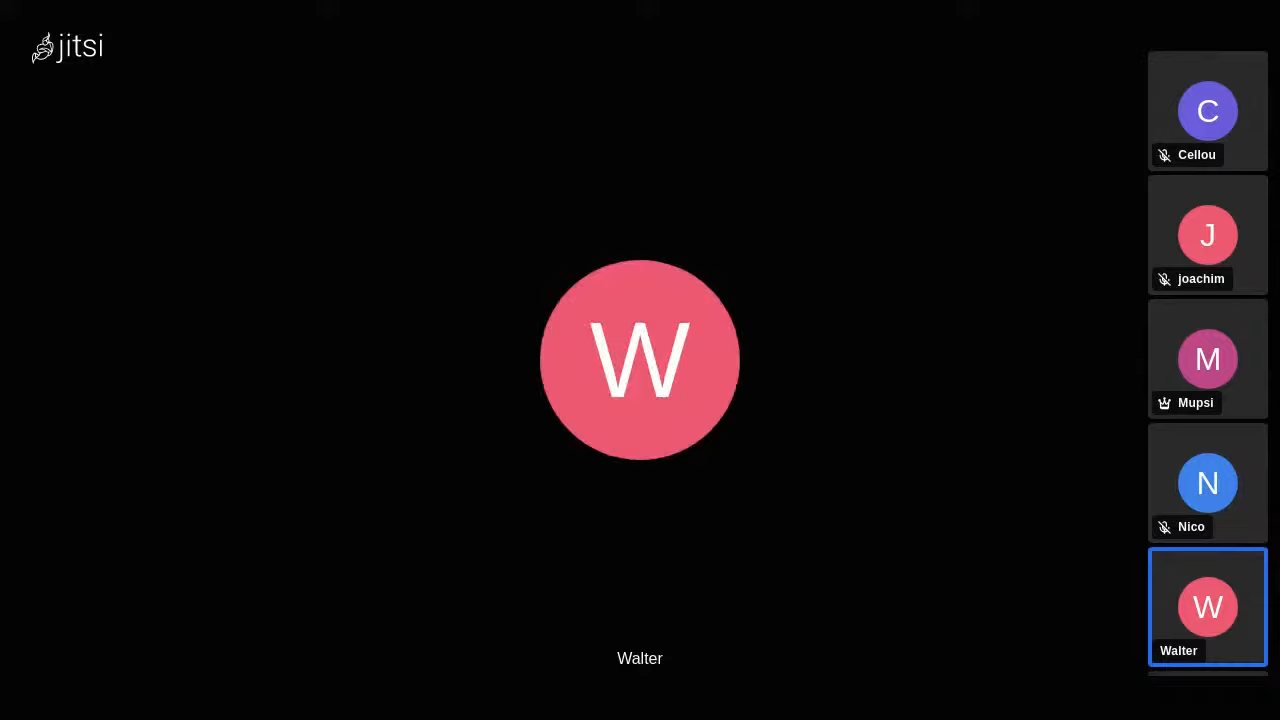 jitsi
C
Cellou
J
joachim
M
Mupsi
N
Nico
W
Walter
W
Walter